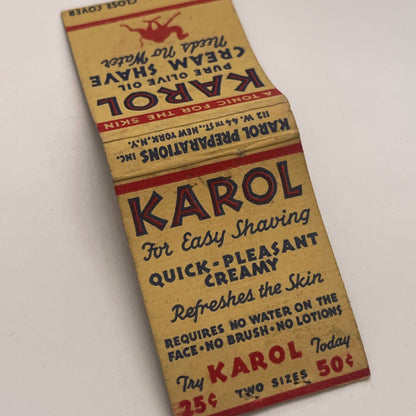 CLOSE COVER
Needs No Water
CREAM SHAVE
PURE OLIVE OIL
KAROL
A TONIC FOR THE SKIN
KAROL PREPARATIONS INC.
112 W. 44TH ST., NEW YORK, N.Y.
KAROL
For Easy Shaving
QUICK-PLEASANT
CREAMY
Refreshes the Skin
REQUIRES NO WATER ON THE
FACE•NO BRUSH•NO LOTIONS
Try KAROL Today
25¢ TWO SIZES 50¢